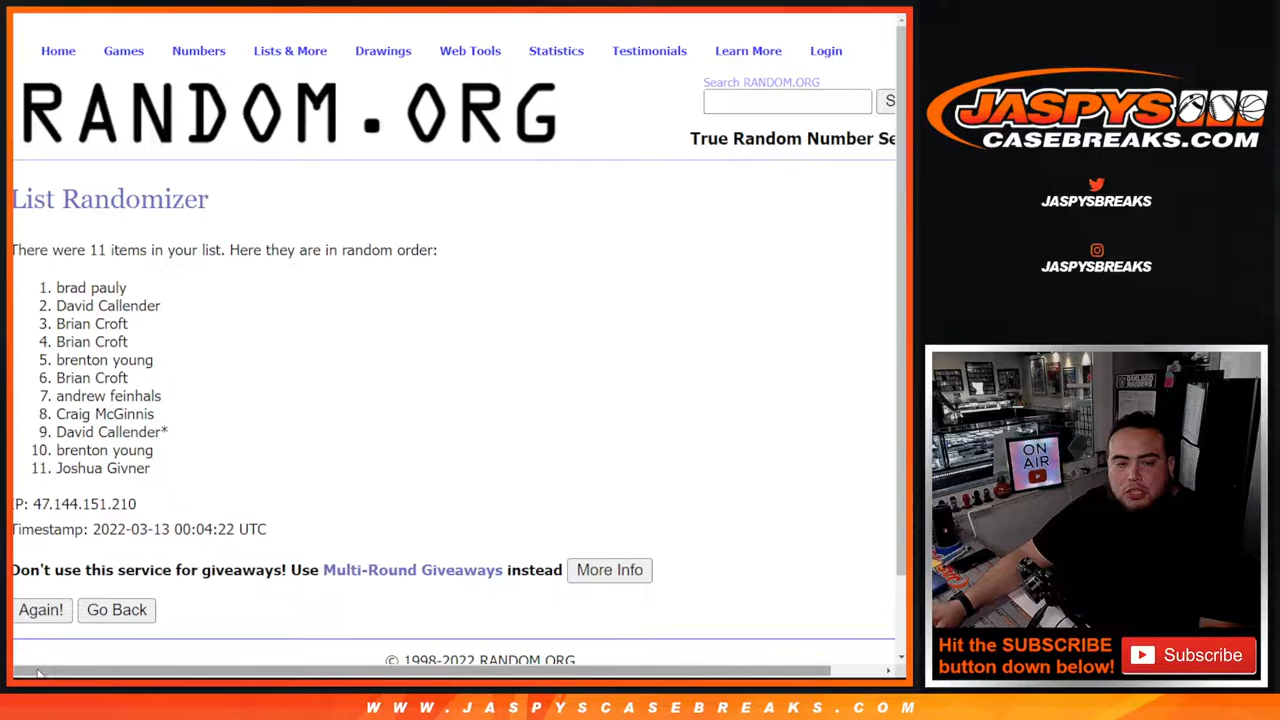 Home Games Numbers Lists & More Drawings Web Tools Statistics Testimonials Learn More Login
Search RANDOM.ORG
RANDOM.ORG
S
True Random Number Se
List Randomizer
There were 11 items in your list. Here they are in random order:
1. brad pauly
2. David Callender
3. Brian Croft
4. Brian Croft
5. brenton young
6. Brian Croft
7. andrew feinhals
8. Craig McGinnis
9. David Callender*
10. brenton young
11. Joshua Givner
IP: 47.144.151.210
Timestamp: 2022-03-13 00:04:22 UTC
Don't use this service for giveaways! Use Multi-Round Giveaways instead More Info
Again! Go Back
© 1998-2022 RANDOM.ORG
JASPYS
CASEBREAKS.COM
JASPYSBREAKS
JASPYSBREAKS
OAKLAND
RAIDERS
ON
AIR
Hit the SUBSCRIBE
button down below!
Subscribe
WWW.JASPYSCASEBREAKS.COM